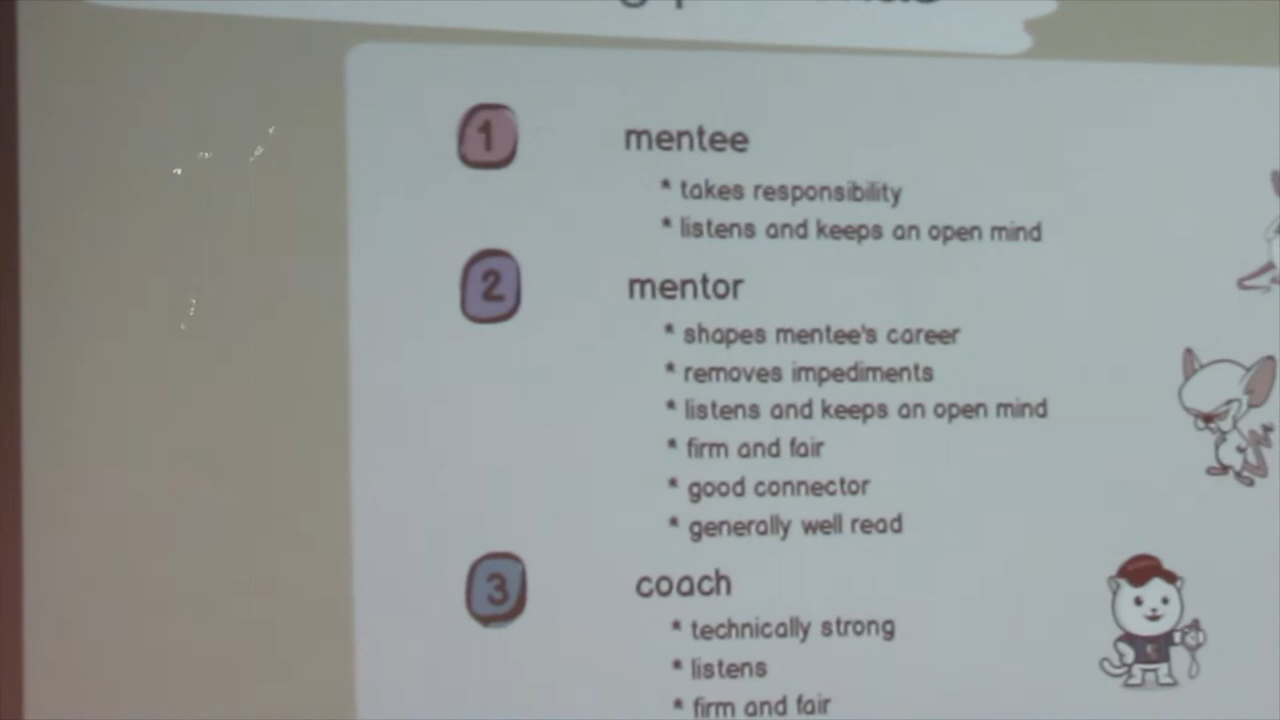 1 mentee
* takes responsibility
* listens and keeps an open mind
2 mentor
* shapes mentee's career
* removes impediments
* listens and keeps an open mind
* firm and fair
* good connector
* generally well read
3 coach
* technically strong
* listens
* firm and fair